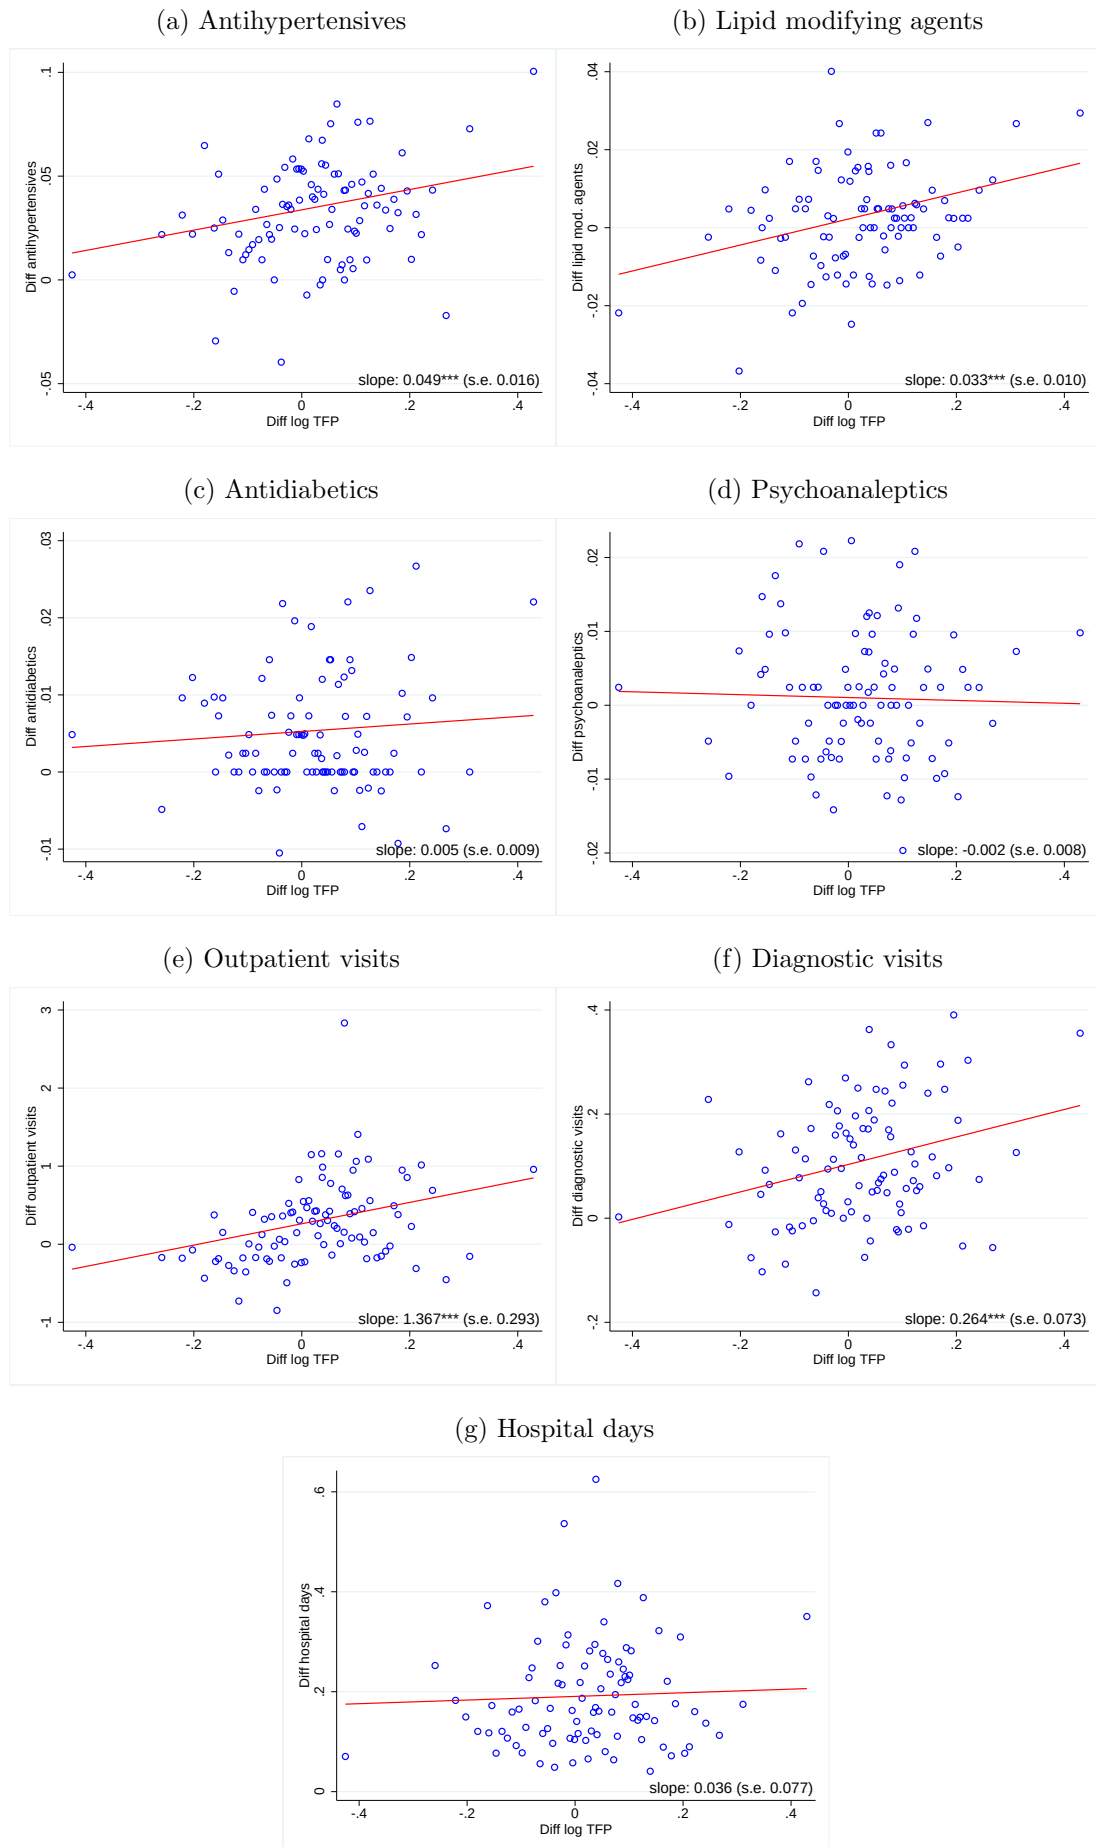 (a) Antihypertensives
(b) Lipid modifying agents
Diff antihypertensives
.1
.05
0
-.05
-.4
-.2
0
.2
.4
slope: 0.049*** (s.e. 0.016)
Diff log TFP
Diff lipid mod. agents
.04
.02
0
-.02
-.04
-.4
-.2
0
.2
.4
slope: 0.033*** (s.e. 0.010)
Diff log TFP
(c) Antidiabetics
(d) Psychoanaleptics
Diff antidiabetics
.03
.02
.01
0
-.01
-.4
-.2
0
.2
.4
slope: 0.005 (s.e. 0.009)
Diff log TFP
Diff psychoanaleptics
.02
.01
0
-.01
-.02
-.4
-.2
0
.2
.4
slope: -0.002 (s.e. 0.008)
Diff log TFP
(e) Outpatient visits
(f) Diagnostic visits
Diff outpatient visits
3
2
1
0
-1
-.4
-.2
0
.2
.4
slope: 1.367*** (s.e. 0.293)
Diff log TFP
Diff diagnostic visits
.4
.2
0
-.2
-.4
-.2
0
.2
.4
slope: 0.264*** (s.e. 0.073)
Diff log TFP
(g) Hospital days
Diff hospital days
.6
.4
.2
0
-.4
-.2
0
.2
.4
slope: 0.036 (s.e. 0.077)
Diff log TFP